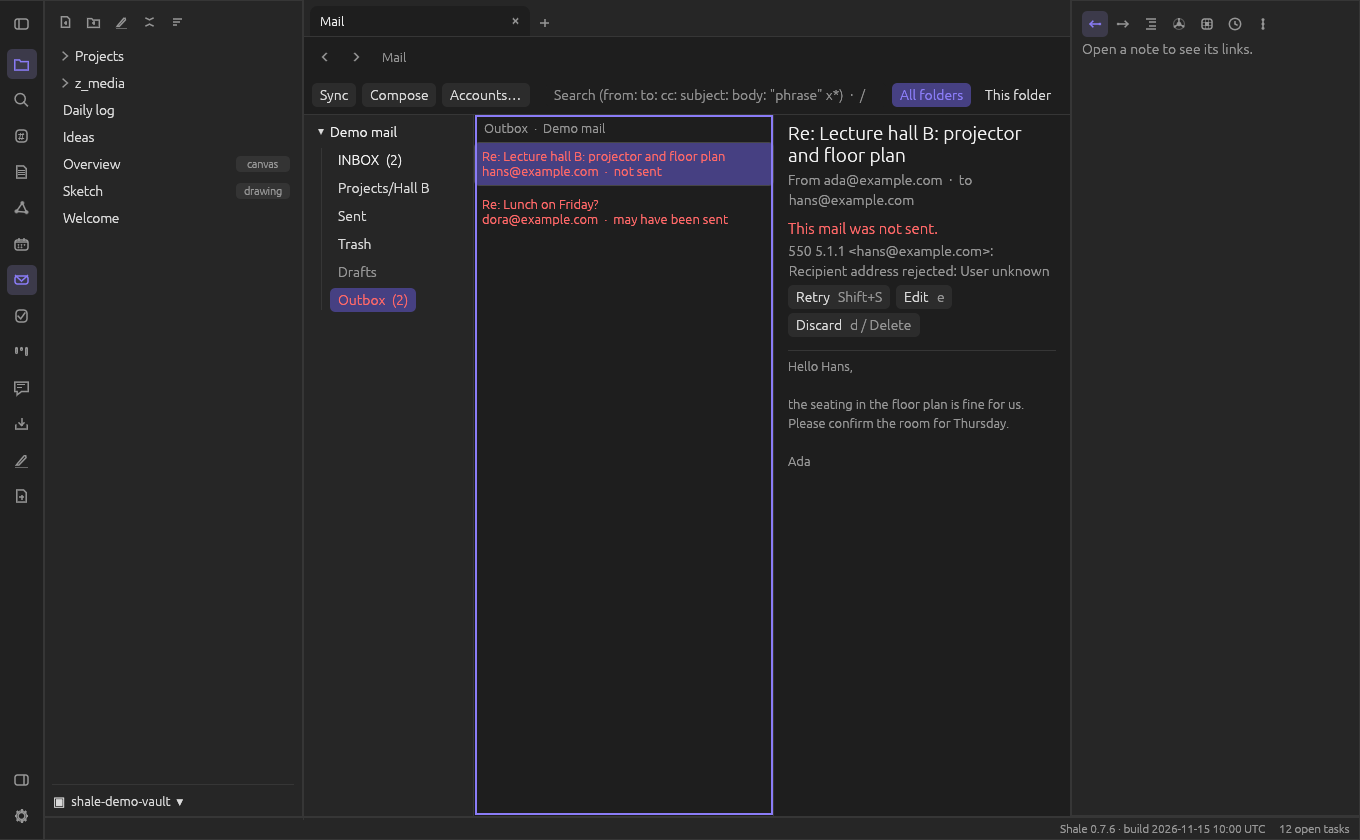 Projects
z_media
Daily log
Ideas
Overview canvas
Sketch drawing
Welcome
shale-demo-vault
Mail
Mail
Sync Compose Accounts… Search (from: to: cc: subject: body: "phrase" x*) · / All folders This folder
Demo mail
INBOX (2)
Projects/Hall B
Sent
Trash
Drafts
Outbox (2)
Outbox · Demo mail
Re: Lecture hall B: projector and floor plan
hans@example.com · not sent
Re: Lunch on Friday?
dora@example.com · may have been sent
Re: Lecture hall B: projector
and floor plan
From ada@example.com · to
hans@example.com
This mail was not sent.
550 5.1.1 <hans@example.com>:
Recipient address rejected: User unknown
Retry Shift+S Edit e
Discard d / Delete
Hello Hans,
the seating in the floor plan is fine for us.
Please confirm the room for Thursday.
Ada
Open a note to see its links.
Shale 0.7.6 · build 2026-11-15 10:00 UTC 12 open tasks